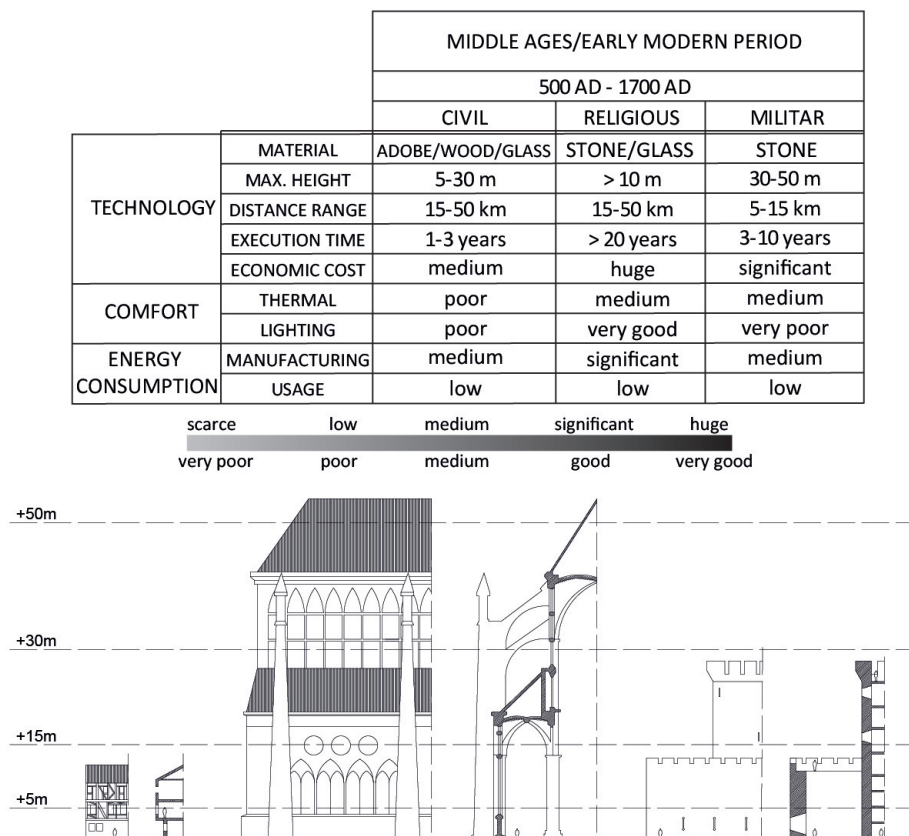 MIDDLE AGES/EARLY MODERN PERIOD
500 AD - 1700 AD
CIVIL RELIGIOUS MILITAR
TECHNOLOGY
MATERIAL ADOBE/WOOD/GLASS STONE/GLASS STONE
MAX. HEIGHT 5-30 m > 10 m 30-50 m
DISTANCE RANGE 15-50 km 15-50 km 5-15 km
EXECUTION TIME 1-3 years > 20 years 3-10 years
ECONOMIC COST medium huge significant
COMFORT
THERMAL poor medium medium
LIGHTING poor very good very poor
ENERGY CONSUMPTION
MANUFACTURING medium significant medium
USAGE low low low
scarce low medium significant huge
very poor poor medium good very good
+50m
+30m
+15m
+5m